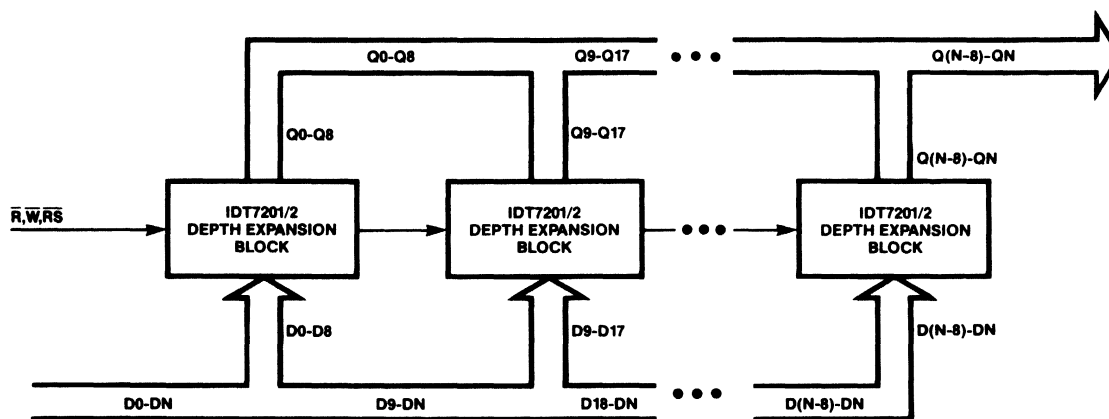 Q0-Q8 Q9-Q17 ••• Q(N-8)-QN
Q0-Q8 Q9-Q17 Q(N-8)-QN
R̅,W̅,R̅S̅
IDT7201/2
DEPTH EXPANSION
BLOCK
IDT7201/2
DEPTH EXPANSION
BLOCK
•••
IDT7201/2
DEPTH EXPANSION
BLOCK
D0-D8 D9-D17 D(N-8)-DN
D0-DN D9-DN D18-DN ••• D(N-8)-DN